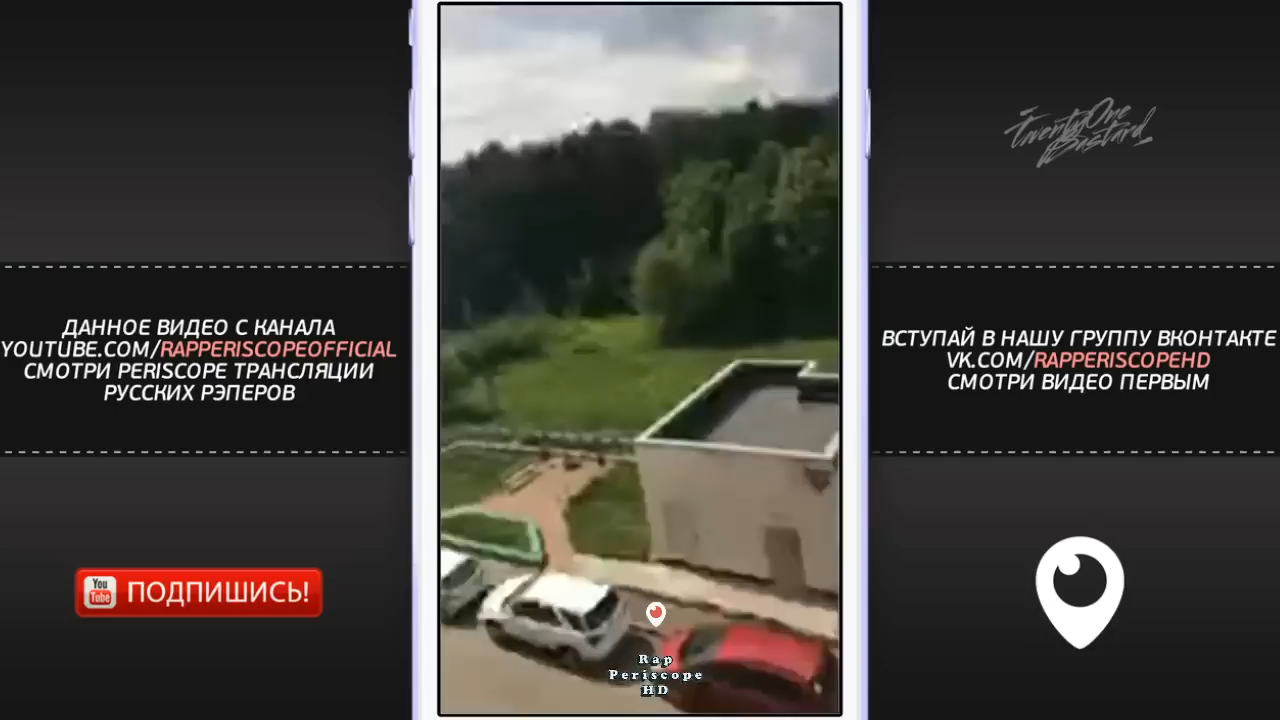 ДАННОЕ ВИДЕО С КАНАЛА
YOUTUBE.COM/RAPPERISCOPEOFFICIAL
СМОТРИ PERISCOPE ТРАНСЛЯЦИИ
РУССКИХ РЭПЕРОВ
You
Tube
ПОДПИШИСЬ!
Rap
Periscope
HD
TwentyOne
Bastard
ВСТУПАЙ В НАШУ ГРУППУ ВКОНТАКТЕ
VK.COM/RAPPERISCOPEHD
СМОТРИ ВИДЕО ПЕРВЫМ